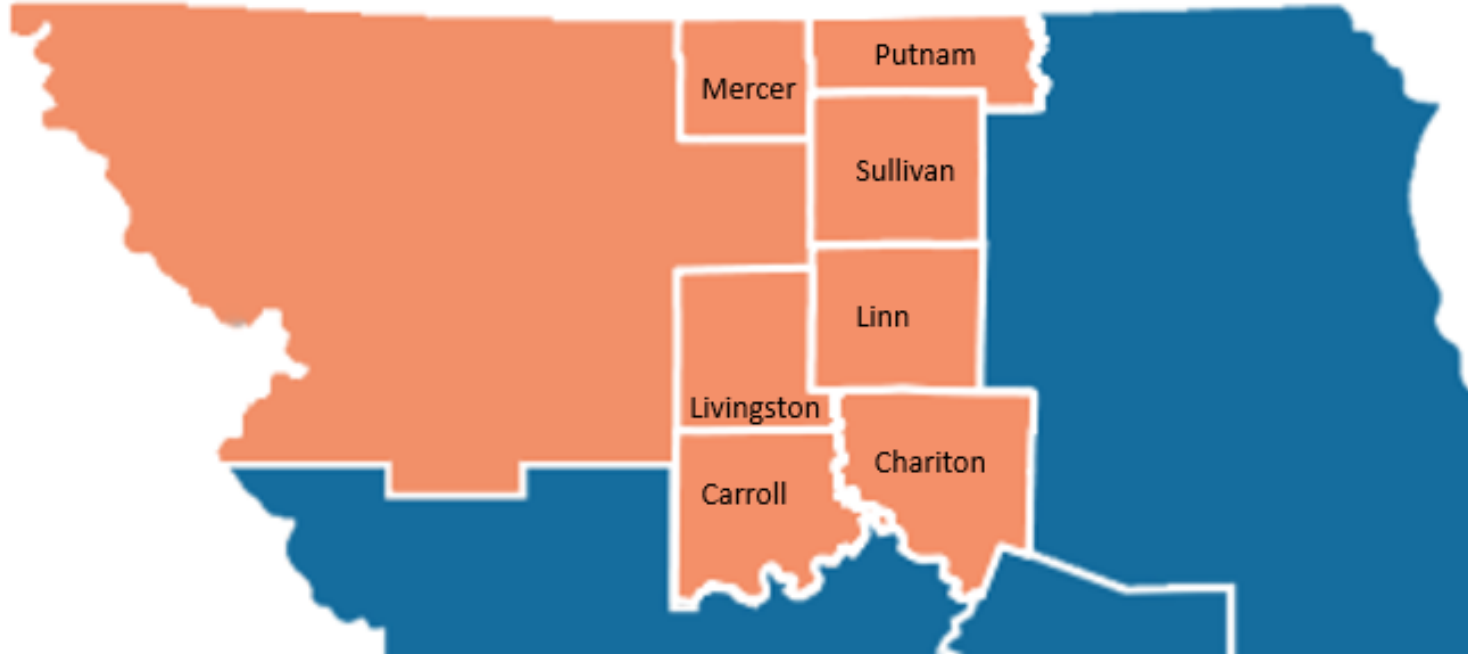 Putnam
Mercer
Sullivan
Linn
Livingston
Chariton
Carroll